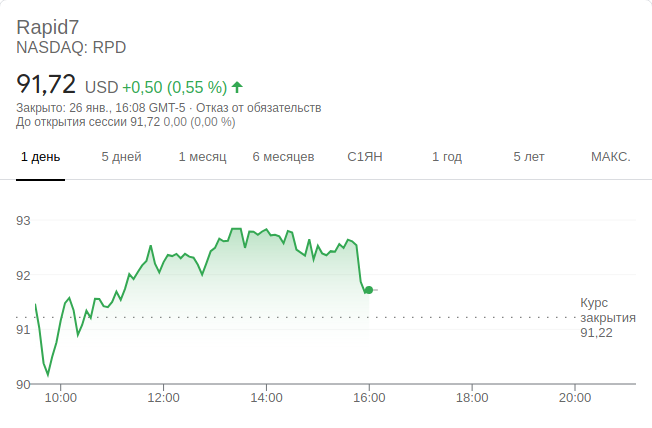 Rapid7
NASDAQ: RPD
91,72 USD +0,50 (0,55 %)
Закрыто: 26 янв., 16:08 GMT-5 · Отказ от обязательств
До открытия сессии 91,72 0,00 (0,00 %)
1 день 5 дней 1 месяц 6 месяцев С1ЯН 1 год 5 лет МАКС.
93
92
91
90
Курс
закрытия
91,22
10:00 12:00 14:00 16:00 18:00 20:00